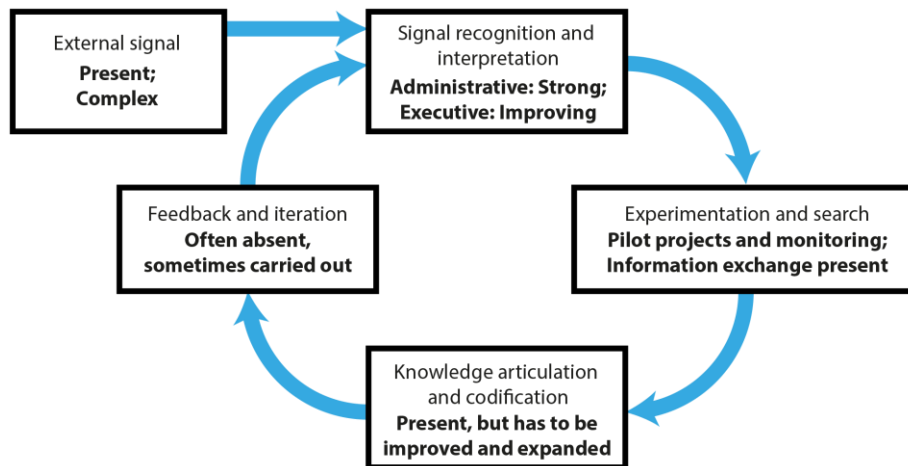 External signal
Present;
Complex
Signal recognition and
interpretation
Administrative: Strong;
Executive: Improving
Experimentation and search
Pilot projects and monitoring;
Information exchange present
Knowledge articulation
and codification
Present, but has to be
improved and expanded
Feedback and iteration
Often absent,
sometimes carried out